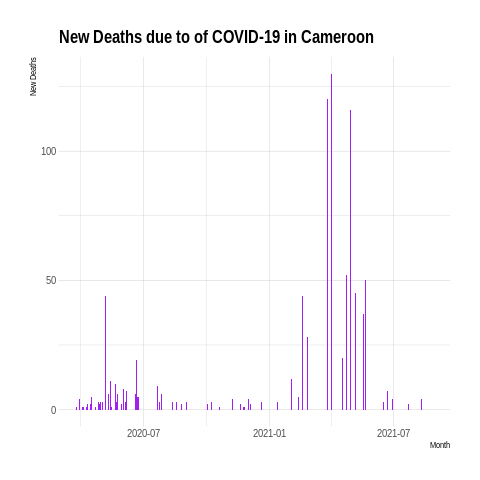 New Deaths due to of COVID-19 in Cameroon
New Deaths
100
50
0
2020-07
2021-01
2021-07
Month